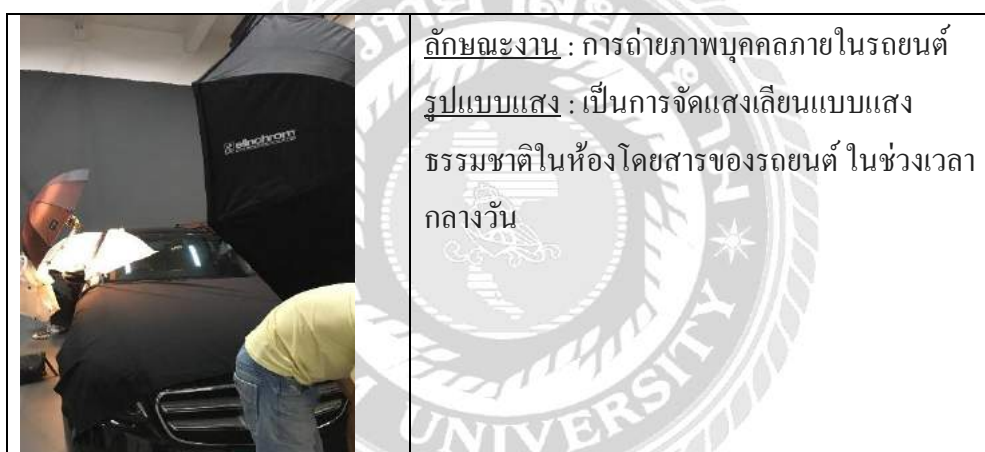 ลักษณะงาน : การถ่ายภาพบุคคลภายในรถยนต์
รูปแบบแสง : เป็นการจัดแสงเลียนแบบแสง
ธรรมชาติในห้องโดยสารของรถยนต์ ในช่วงเวลา
กลางวัน
elinchrom
UNIVERSITY